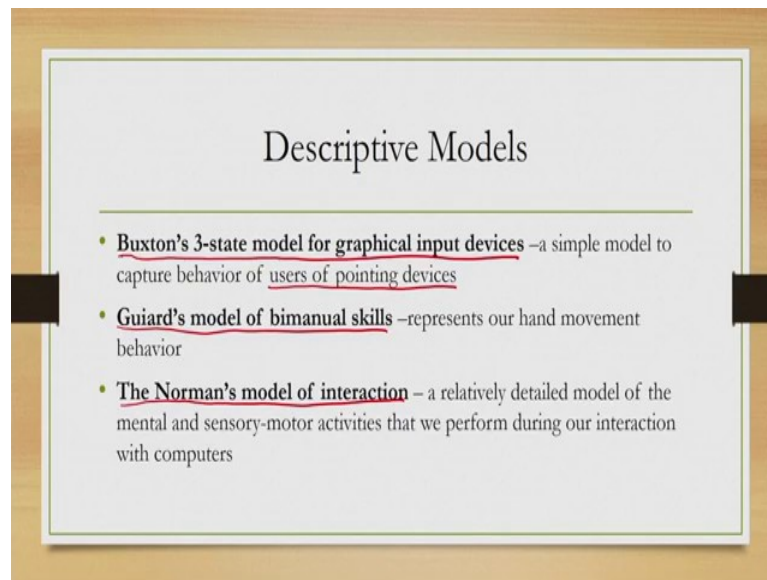 Descriptive Models
• Buxton's 3-state model for graphical input devices –a simple model to
capture behavior of users of pointing devices
• Guiard's model of bimanual skills –represents our hand movement
behavior
• The Norman's model of interaction – a relatively detailed model of the
mental and sensory-motor activities that we perform during our interaction
with computers